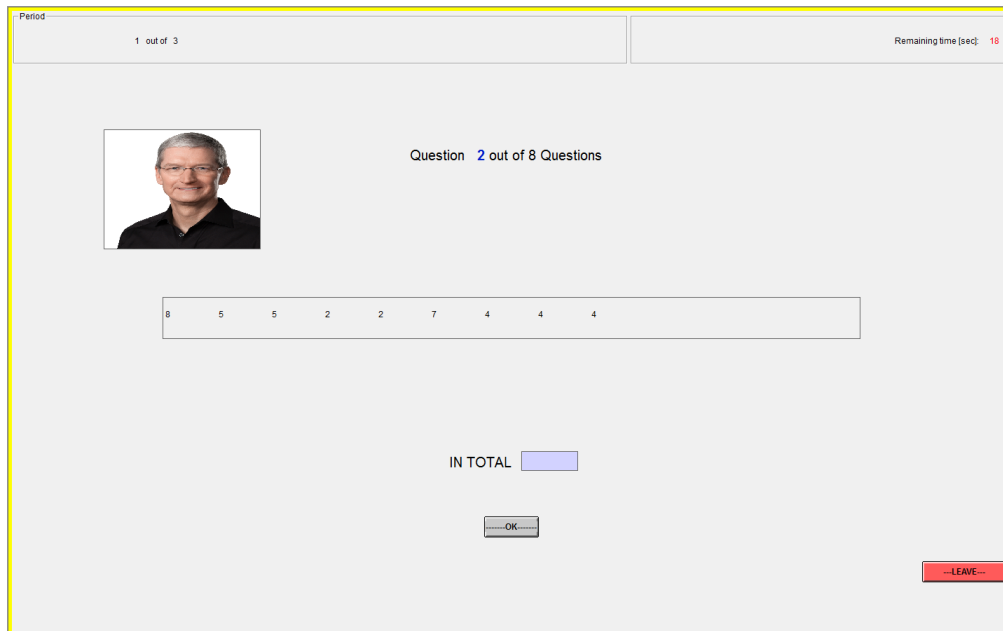 Period
1 out of 3
Remaining time [sec]: 18
Question 2 out of 8 Questions
8 5 5 2 2 7 4 4 4
IN TOTAL
-------OK-------
---LEAVE---